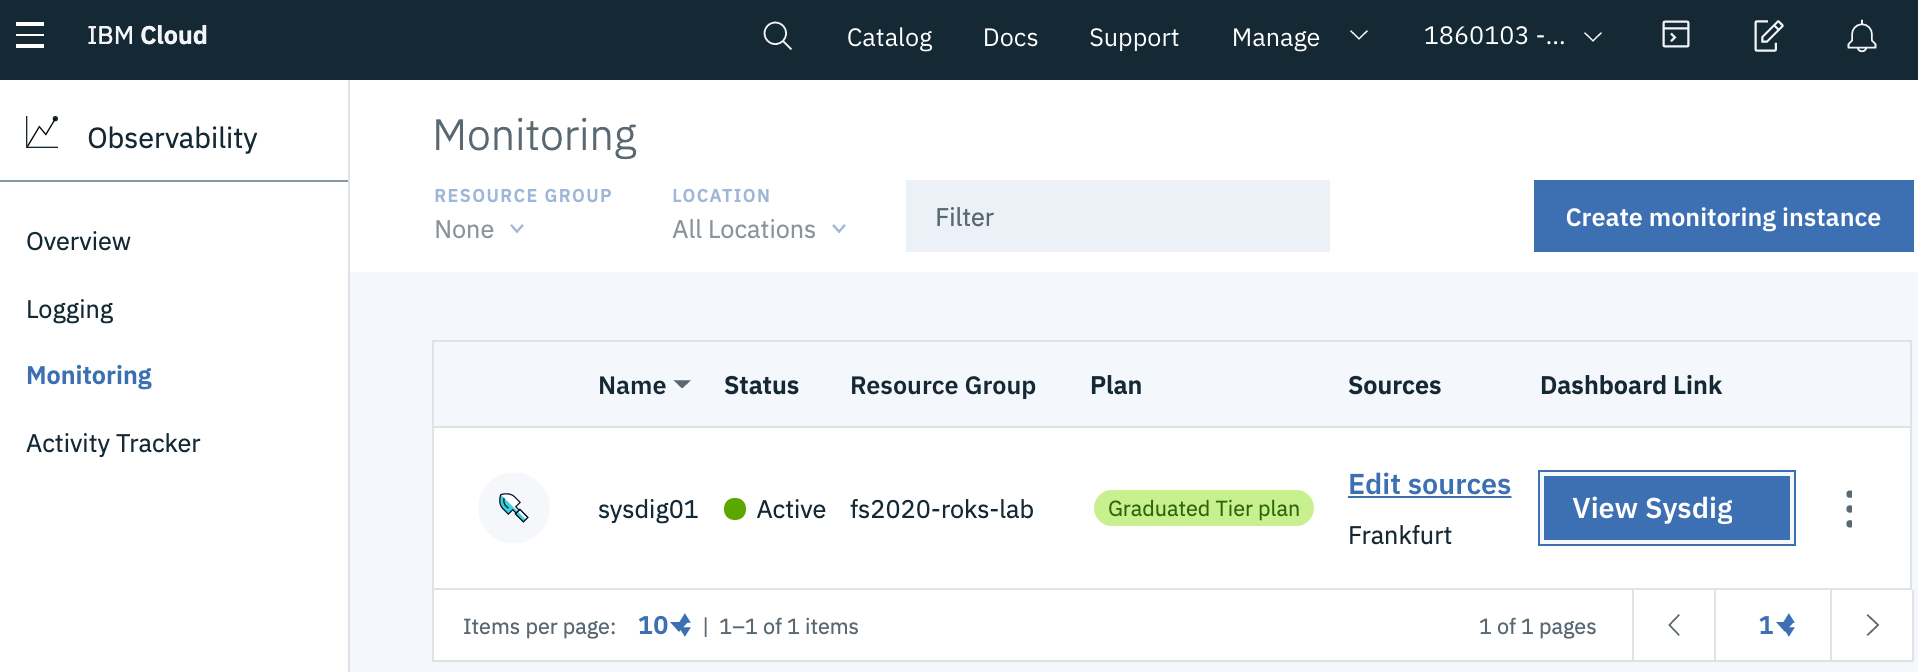 IBM Cloud
Catalog Docs Support Manage 1860103 -...
Observability
Overview
Logging
Monitoring
Activity Tracker
Monitoring
RESOURCE GROUP LOCATION
None All Locations
Filter
Create monitoring instance
Name Status Resource Group Plan Sources Dashboard Link
sysdig01 Active fs2020-roks-lab Graduated Tier plan Edit sources View Sysdig
Frankfurt
Items per page: 10 | 1–1 of 1 items 1 of 1 pages 1